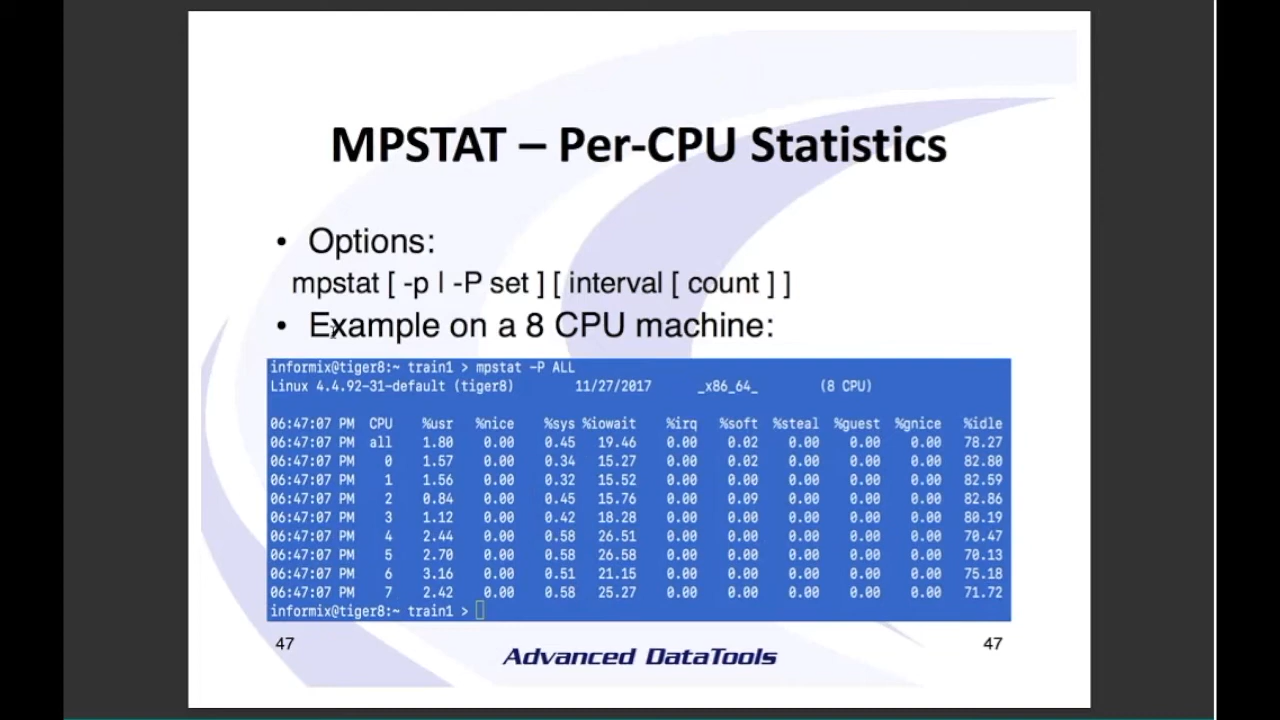 MPSTAT – Per-CPU Statistics
• Options:
mpstat [ -p | -P set ] [ interval [ count ] ]
• Example on a 8 CPU machine:
informix@tiger8:~ train1 > mpstat -P ALL
Linux 4.4.92-31-default (tiger8) 11/27/2017 _x86_64_ (8 CPU)
06:47:07 PM CPU %usr %nice %sys %iowait %irq %soft %steal %guest %gnice %idle
06:47:07 PM all 1.80 0.00 0.45 19.46 0.00 0.02 0.00 0.00 0.00 78.27
06:47:07 PM 0 1.57 0.00 0.34 15.27 0.00 0.02 0.00 0.00 0.00 82.80
06:47:07 PM 1 1.56 0.00 0.32 15.52 0.00 0.00 0.00 0.00 0.00 82.59
06:47:07 PM 2 0.84 0.00 0.45 15.76 0.00 0.09 0.00 0.00 0.00 82.86
06:47:07 PM 3 1.12 0.00 0.42 18.28 0.00 0.00 0.00 0.00 0.00 80.19
06:47:07 PM 4 2.44 0.00 0.58 26.51 0.00 0.00 0.00 0.00 0.00 70.47
06:47:07 PM 5 2.70 0.00 0.58 26.58 0.00 0.00 0.00 0.00 0.00 70.13
06:47:07 PM 6 3.16 0.00 0.51 21.15 0.00 0.00 0.00 0.00 0.00 75.18
06:47:07 PM 7 2.42 0.00 0.58 25.27 0.00 0.00 0.00 0.00 0.00 71.72
informix@tiger8:~ train1 >
47
Advanced DataTools
47